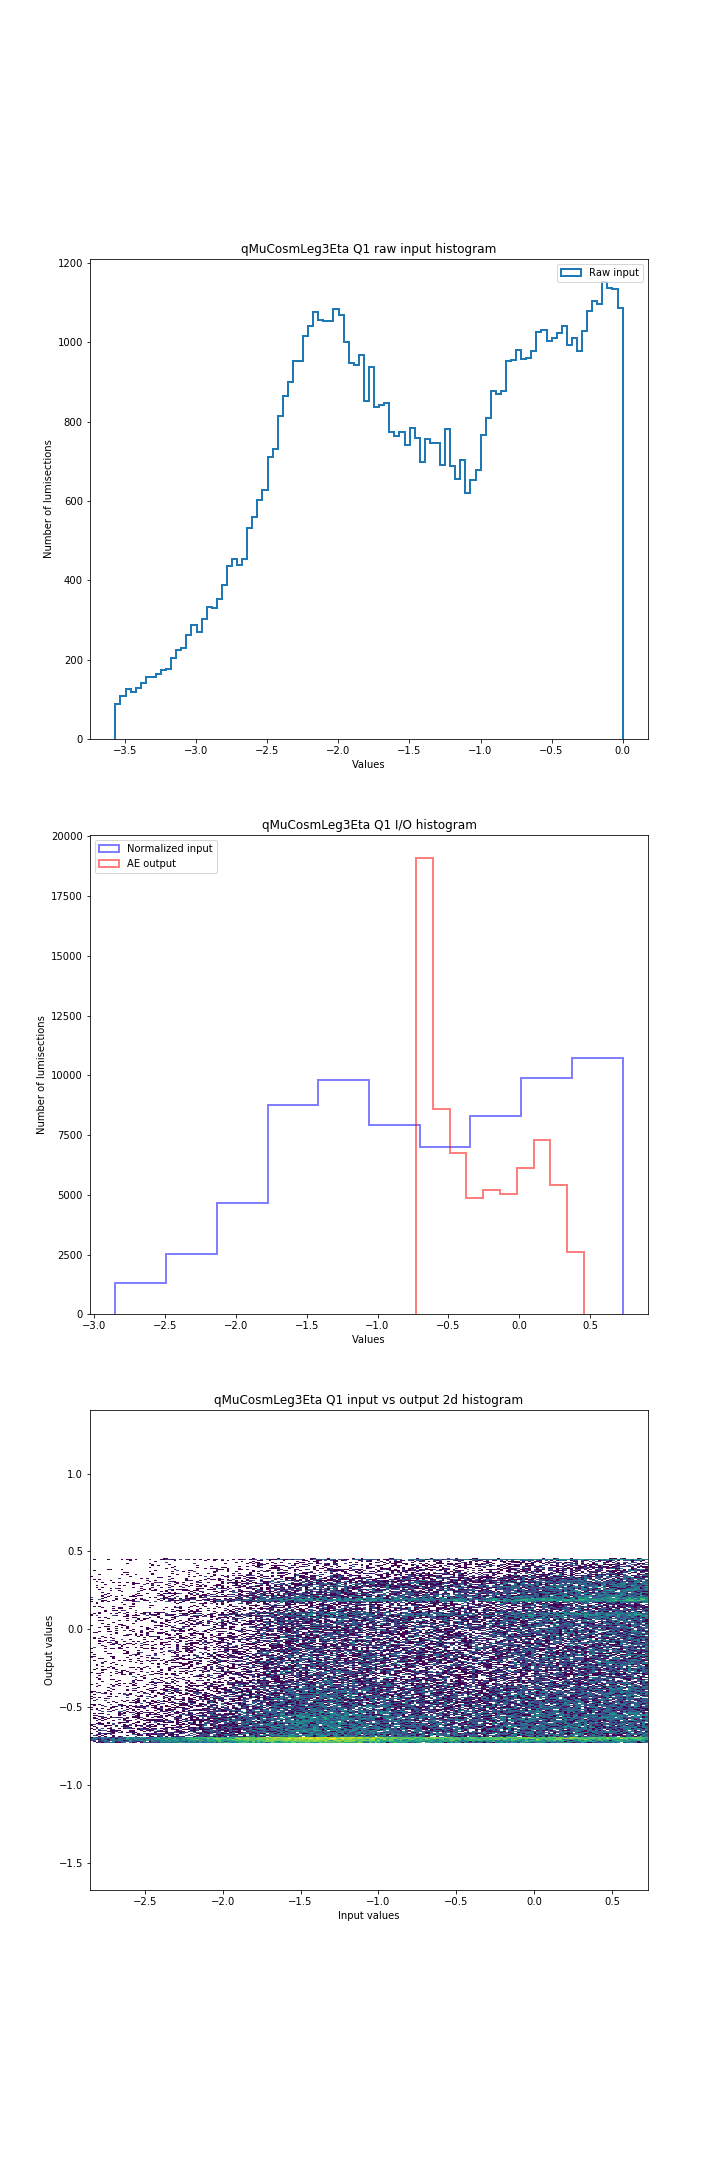 qMuCosmLeg3Eta Q1 raw input histogram
Raw input
1200
1000
800
600
400
200
0
Number of lumisections
−3.5 −3.0 −2.5 −2.0 −1.5 −1.0 −0.5 0.0
Values
qMuCosmLeg3Eta Q1 I/O histogram
Normalized input
AE output
20000
17500
15000
12500
10000
7500
5000
2500
0
Number of lumisections
−3.0 −2.5 −2.0 −1.5 −1.0 −0.5 0.0 0.5
Values
qMuCosmLeg3Eta Q1 input vs output 2d histogram
1.0
0.5
0.0
−0.5
−1.0
−1.5
Output values
−2.5 −2.0 −1.5 −1.0 −0.5 0.0 0.5
Input values